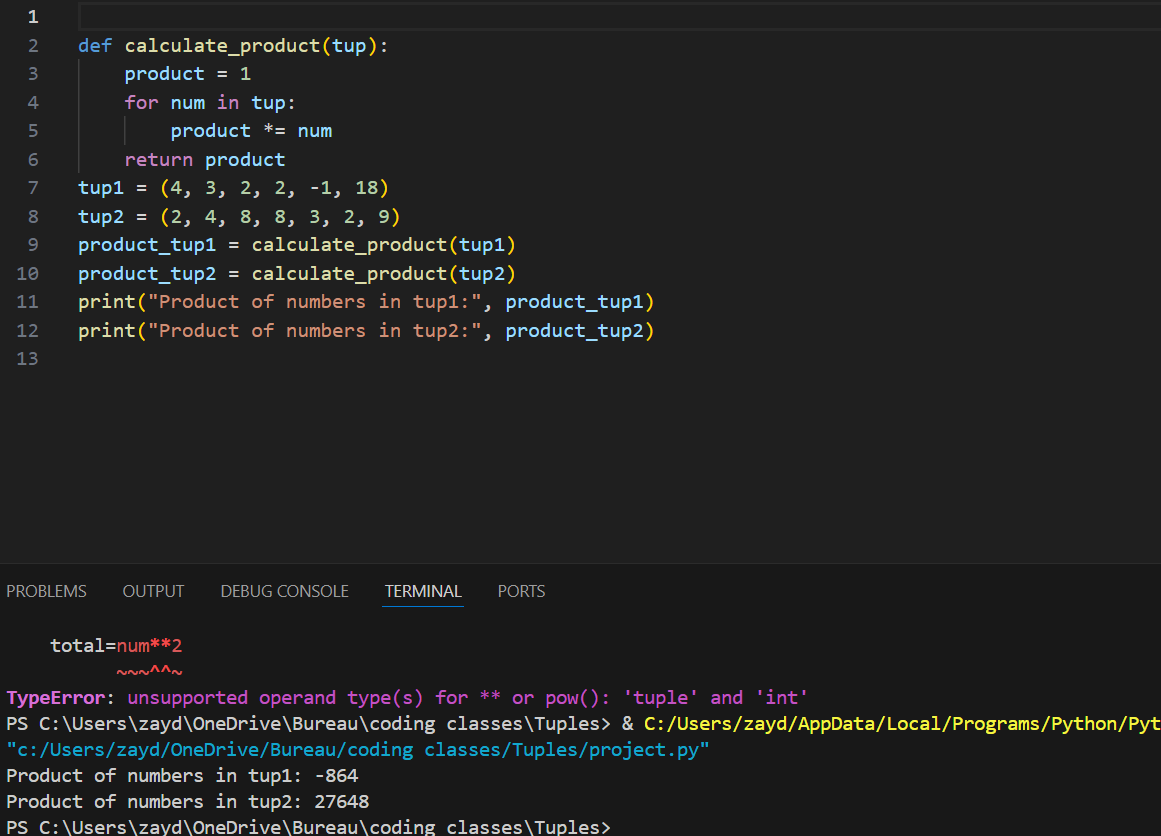 1
2 def calculate_product(tup):
3     product = 1
4     for num in tup:
5         product *= num
6     return product
7 tup1 = (4, 3, 2, 2, -1, 18)
8 tup2 = (2, 4, 8, 8, 3, 2, 9)
9 product_tup1 = calculate_product(tup1)
10 product_tup2 = calculate_product(tup2)
11 print("Product of numbers in tup1:", product_tup1)
12 print("Product of numbers in tup2:", product_tup2)
13
PROBLEMS OUTPUT DEBUG CONSOLE TERMINAL PORTS
    total=num**2
          ~~~^^~
TypeError: unsupported operand type(s) for ** or pow(): 'tuple' and 'int'
PS C:\Users\zayd\OneDrive\Bureau\coding classes\Tuples> & C:/Users/zayd/AppData/Local/Programs/Python/Pyt
"c:/Users/zayd/OneDrive/Bureau/coding classes/Tuples/project.py"
Product of numbers in tup1: -864
Product of numbers in tup2: 27648
PS C:\Users\zayd\OneDrive\Bureau\coding classes\Tuples>